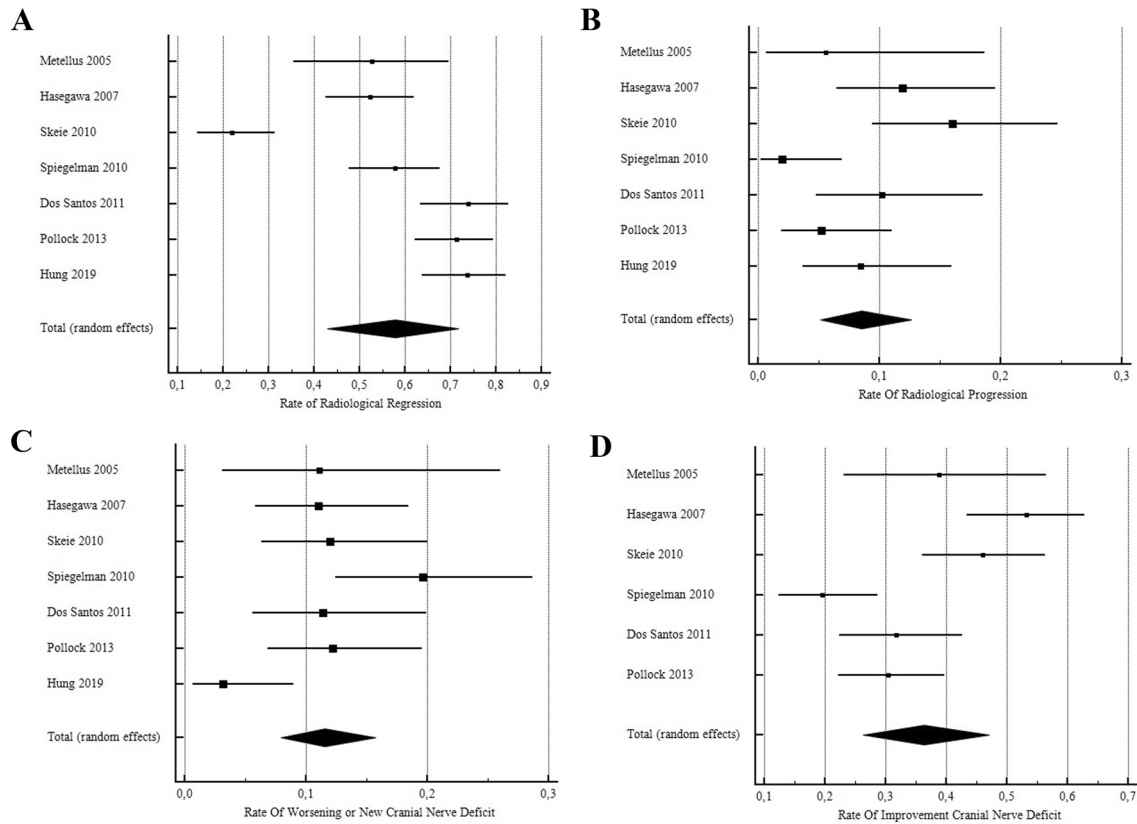 A
Metellus 2005
Hasegawa 2007
Skeie 2010
Spiegelman 2010
Dos Santos 2011
Pollock 2013
Hung 2019
Total (random effects)
0,1 0,2 0,3 0,4 0,5 0,6 0,7 0,8 0,9
Rate of Radiological Regression
B
Metellus 2005
Hasegawa 2007
Skeie 2010
Spiegelman 2010
Dos Santos 2011
Pollock 2013
Hung 2019
Total (random effects)
0,0 0,1 0,2 0,3
Rate Of Radiological Progression
C
Metellus 2005
Hasegawa 2007
Skeie 2010
Spiegelman 2010
Dos Santos 2011
Pollock 2013
Hung 2019
Total (random effects)
0,0 0,1 0,2 0,3
Rate Of Worsening or New Cranial Nerve Deficit
D
Metellus 2005
Hasegawa 2007
Skeie 2010
Spiegelman 2010
Dos Santos 2011
Pollock 2013
Total (random effects)
0,1 0,2 0,3 0,4 0,5 0,6 0,7
Rate Of Improvement Cranial Nerve Deficit